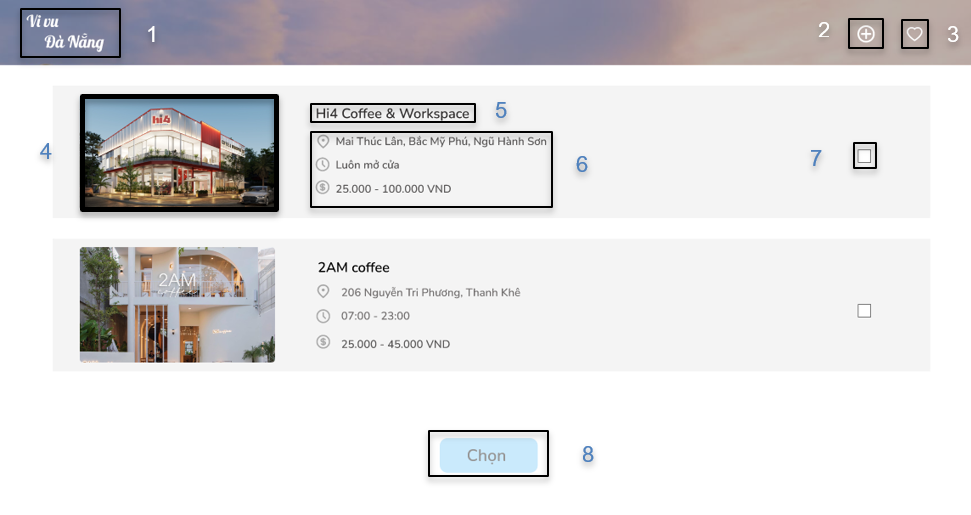 Vi vu
Đà Nẵng
1
2
3
4
hi4
Hi4 Coffee & Workspace
5
Mai Thúc Lân, Bắc Mỹ Phú, Ngũ Hành Sơn
Luôn mở cửa
6
25.000 - 100.000 VND
7
2AM
coffee
2AM coffee
206 Nguyễn Tri Phương, Thanh Khê
07:00 - 23:00
25.000 - 45.000 VND
Chọn
8